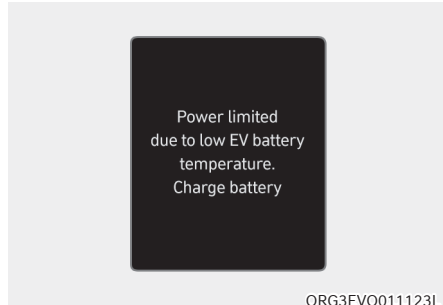 Power limited
due to low EV battery
temperature.
Charge battery
ORG3EVQ011123L